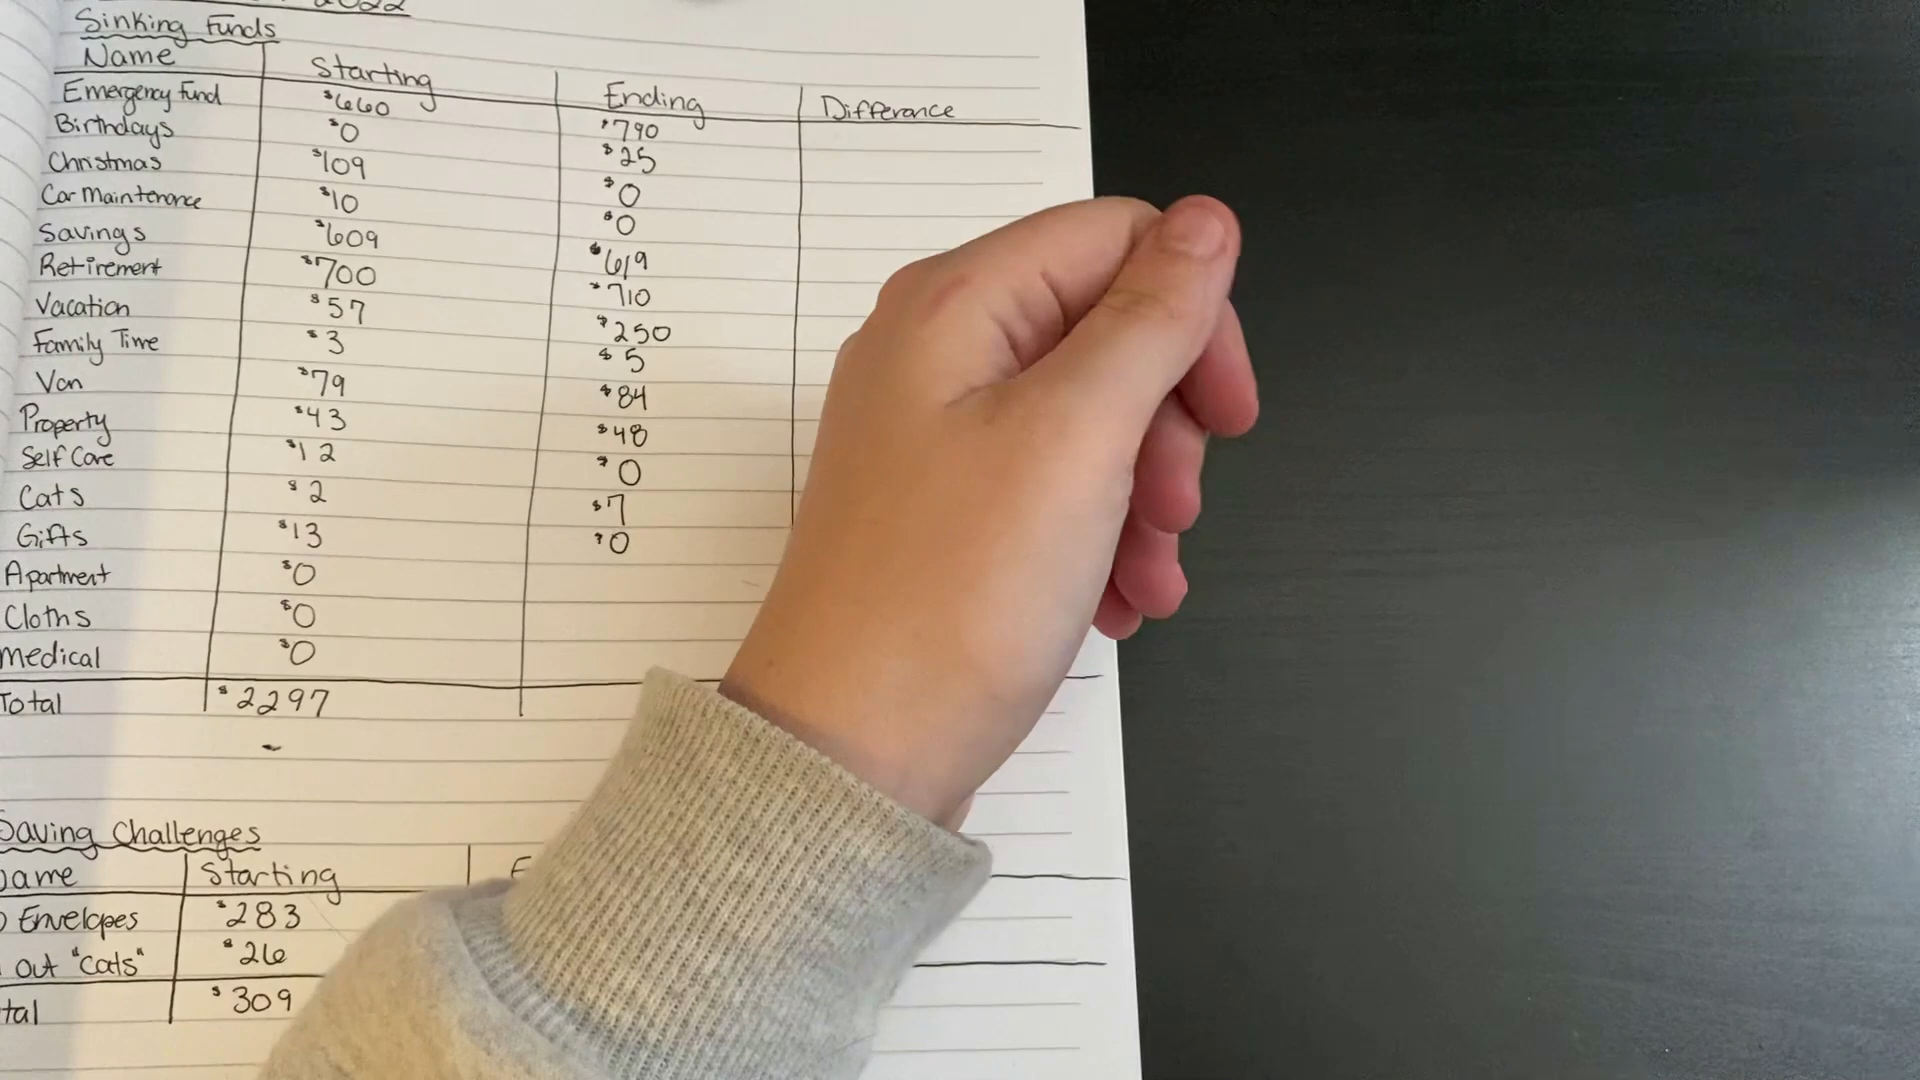 2022
Sinking Funds
Name Starting Ending Differance
Emergency Fund $660 $790
Birthdays $0 $25
Christmas $109 $0
Car Maintenance $10 $0
Savings $609 $619
Retirement $700 $710
Vacation $57 $250
Family Time $3 $5
Van $79 $84
Property $43 $48
Self Care $12 $0
Cats $2 $7
Gifts $13 $0
Apartment $0
Cloths $0
Medical $0
Total $2297
Saving Challenges
ame Starting E
Envelopes $283
out "Cats" $26
tal $309